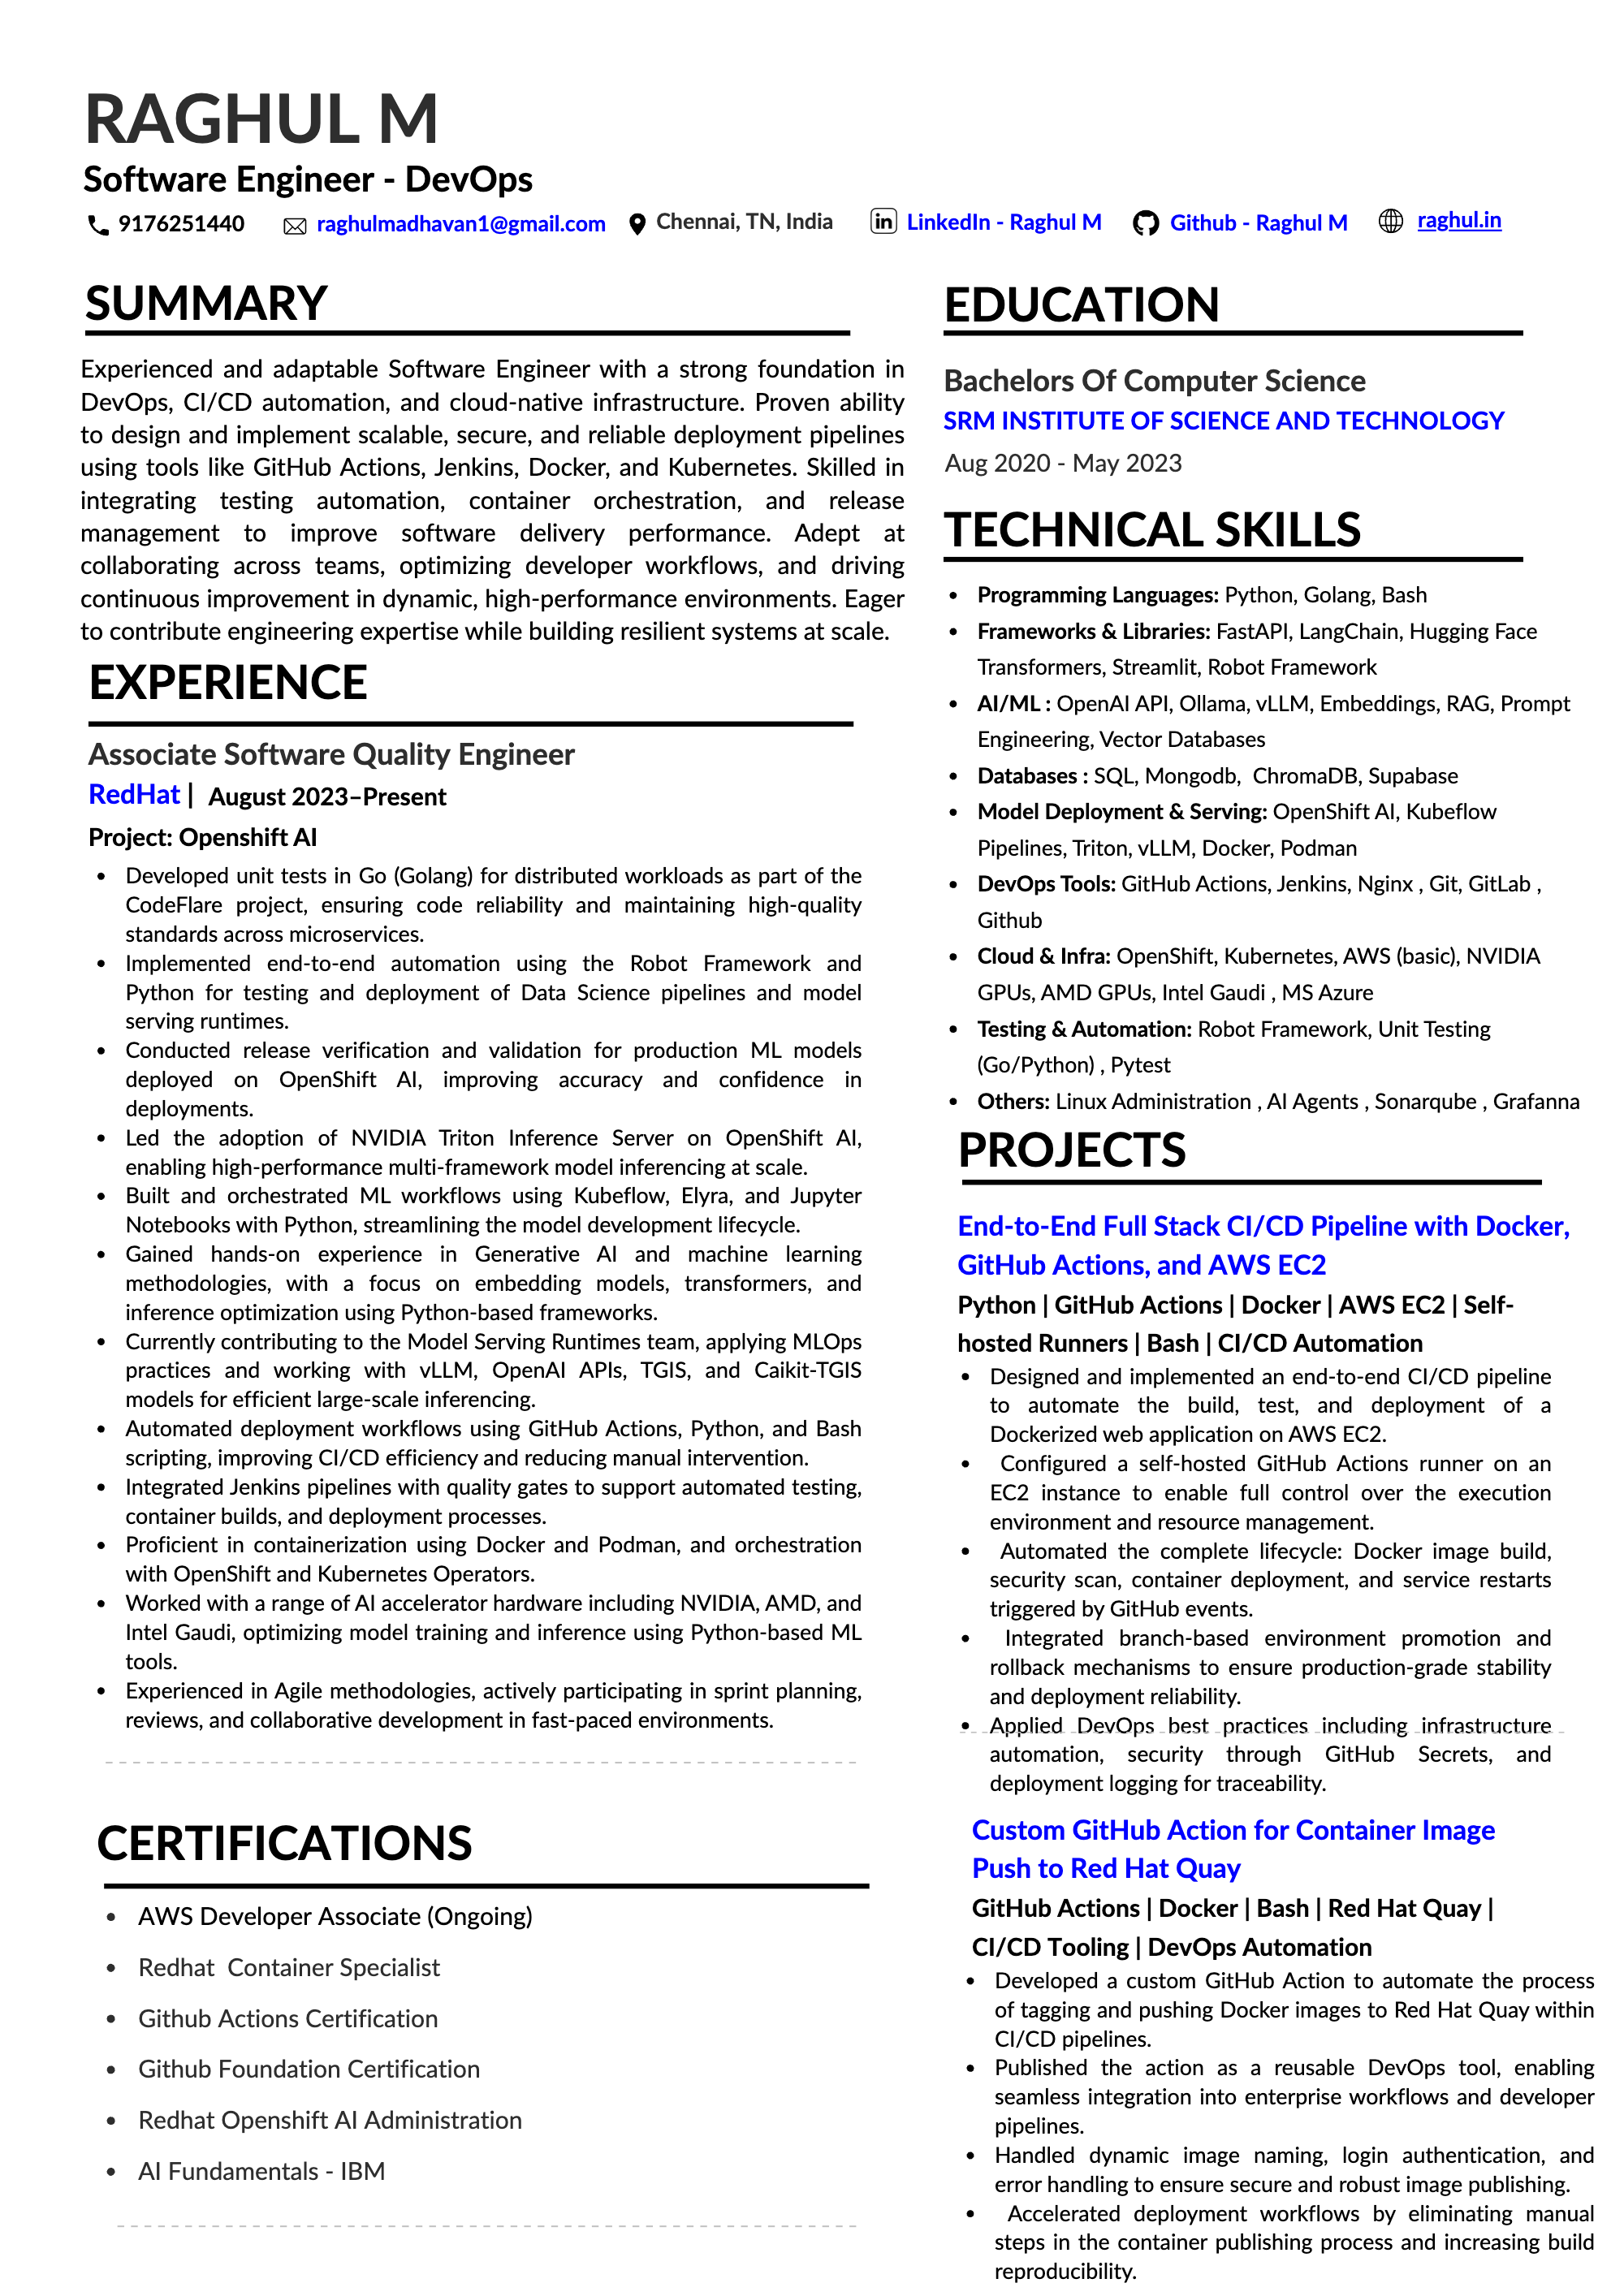 RAGHUL M
Software Engineer - DevOps
9176251440 raghulmadhavan1@gmail.com Chennai, TN, India LinkedIn - Raghul M Github - Raghul M raghul.in
SUMMARY
Experienced and adaptable Software Engineer with a strong foundation in
DevOps, CI/CD automation, and cloud-native infrastructure. Proven ability
to design and implement scalable, secure, and reliable deployment pipelines
using tools like GitHub Actions, Jenkins, Docker, and Kubernetes. Skilled in
integrating testing automation, container orchestration, and release
management to improve software delivery performance. Adept at
collaborating across teams, optimizing developer workflows, and driving
continuous improvement in dynamic, high-performance environments. Eager
to contribute engineering expertise while building resilient systems at scale.
EXPERIENCE
Associate Software Quality Engineer
RedHat | August 2023–Present
Project: Openshift AI
• Developed unit tests in Go (Golang) for distributed workloads as part of the
CodeFlare project, ensuring code reliability and maintaining high-quality
standards across microservices.
• Implemented end-to-end automation using the Robot Framework and
Python for testing and deployment of Data Science pipelines and model
serving runtimes.
• Conducted release verification and validation for production ML models
deployed on OpenShift AI, improving accuracy and confidence in
deployments.
• Led the adoption of NVIDIA Triton Inference Server on OpenShift AI,
enabling high-performance multi-framework model inferencing at scale.
• Built and orchestrated ML workflows using Kubeflow, Elyra, and Jupyter
Notebooks with Python, streamlining the model development lifecycle.
• Gained hands-on experience in Generative AI and machine learning
methodologies, with a focus on embedding models, transformers, and
inference optimization using Python-based frameworks.
• Currently contributing to the Model Serving Runtimes team, applying MLOps
practices and working with vLLM, OpenAI APIs, TGIS, and Caikit-TGIS
models for efficient large-scale inferencing.
• Automated deployment workflows using GitHub Actions, Python, and Bash
scripting, improving CI/CD efficiency and reducing manual intervention.
• Integrated Jenkins pipelines with quality gates to support automated testing,
container builds, and deployment processes.
• Proficient in containerization using Docker and Podman, and orchestration
with OpenShift and Kubernetes Operators.
• Worked with a range of AI accelerator hardware including NVIDIA, AMD, and
Intel Gaudi, optimizing model training and inference using Python-based ML
tools.
• Experienced in Agile methodologies, actively participating in sprint planning,
reviews, and collaborative development in fast-paced environments.
CERTIFICATIONS
• AWS Developer Associate (Ongoing)
• Redhat Container Specialist
• Github Actions Certification
• Github Foundation Certification
• Redhat Openshift AI Administration
• AI Fundamentals - IBM
EDUCATION
Bachelors Of Computer Science
SRM INSTITUTE OF SCIENCE AND TECHNOLOGY
Aug 2020 - May 2023
TECHNICAL SKILLS
• Programming Languages: Python, Golang, Bash
• Frameworks & Libraries: FastAPI, LangChain, Hugging Face
Transformers, Streamlit, Robot Framework
• AI/ML : OpenAI API, Ollama, vLLM, Embeddings, RAG, Prompt
Engineering, Vector Databases
• Databases : SQL, Mongodb, ChromaDB, Supabase
• Model Deployment & Serving: OpenShift AI, Kubeflow
Pipelines, Triton, vLLM, Docker, Podman
• DevOps Tools: GitHub Actions, Jenkins, Nginx , Git, GitLab ,
Github
• Cloud & Infra: OpenShift, Kubernetes, AWS (basic), NVIDIA
GPUs, AMD GPUs, Intel Gaudi , MS Azure
• Testing & Automation: Robot Framework, Unit Testing
(Go/Python) , Pytest
• Others: Linux Administration , AI Agents , Sonarqube , Grafanna
PROJECTS
End-to-End Full Stack CI/CD Pipeline with Docker,
GitHub Actions, and AWS EC2
Python | GitHub Actions | Docker | AWS EC2 | Self-
hosted Runners | Bash | CI/CD Automation
• Designed and implemented an end-to-end CI/CD pipeline
to automate the build, test, and deployment of a
Dockerized web application on AWS EC2.
• Configured a self-hosted GitHub Actions runner on an
EC2 instance to enable full control over the execution
environment and resource management.
• Automated the complete lifecycle: Docker image build,
security scan, container deployment, and service restarts
triggered by GitHub events.
• Integrated branch-based environment promotion and
rollback mechanisms to ensure production-grade stability
and deployment reliability.
• Applied DevOps best practices including infrastructure
automation, security through GitHub Secrets, and
deployment logging for traceability.
Custom GitHub Action for Container Image
Push to Red Hat Quay
GitHub Actions | Docker | Bash | Red Hat Quay |
CI/CD Tooling | DevOps Automation
• Developed a custom GitHub Action to automate the process
of tagging and pushing Docker images to Red Hat Quay within
CI/CD pipelines.
• Published the action as a reusable DevOps tool, enabling
seamless integration into enterprise workflows and developer
pipelines.
• Handled dynamic image naming, login authentication, and
error handling to ensure secure and robust image publishing.
• Accelerated deployment workflows by eliminating manual
steps in the container publishing process and increasing build
reproducibility.